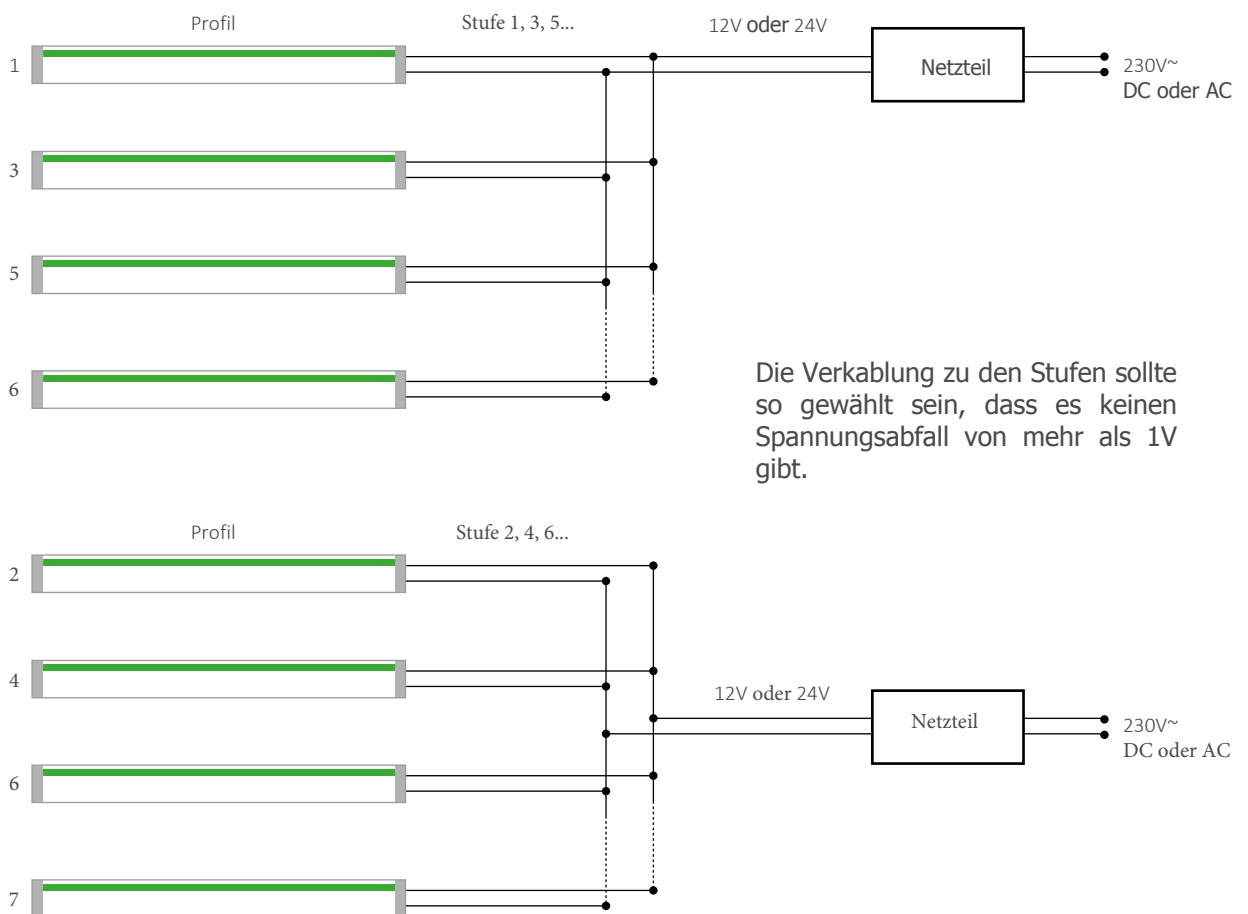 Profil
Stufe 1, 3, 5...
12V oder 24V
1
Netzteil
230V~
DC oder AC
3
5
6
Die Verkablung zu den Stufen sollte
so gewählt sein, dass es keinen
Spannungsabfall von mehr als 1V
gibt.
Profil
Stufe 2, 4, 6...
2
4
12V oder 24V
Netzteil
230V~
DC oder AC
6
7